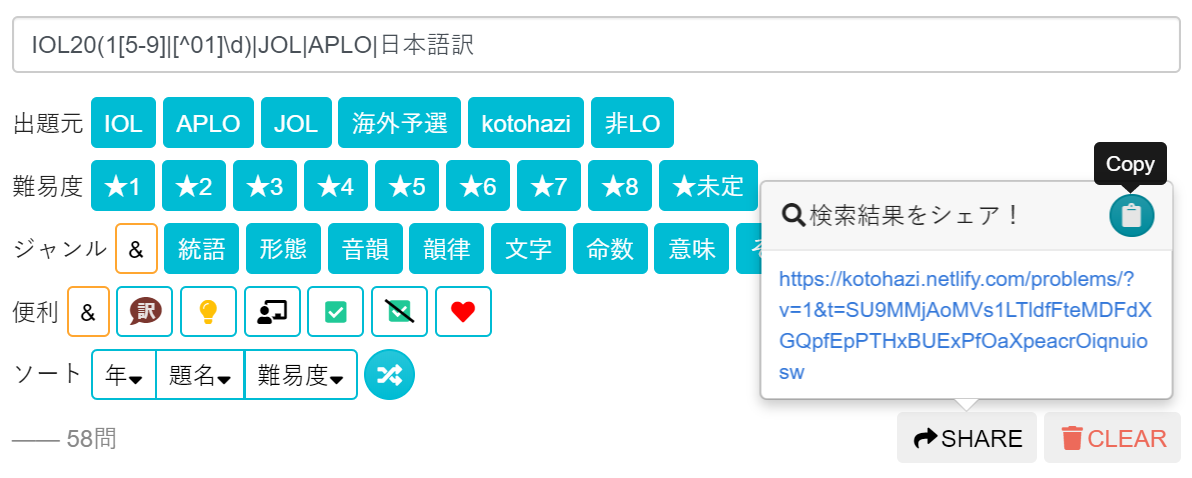 IOL20(1[5-9]|[^01]\d)|JOL|APLO|日本語訳
出題元 IOL APLO JOL 海外予選 kotohazi 非LO
難易度 ★1 ★2 ★3 ★4 ★5 ★6 ★7 ★8 ★未定
Copy
検索結果をシェア！
ジャンル & 統語 形態 音韻 韻律 文字 命数 意味
https://kotohazi.netlify.com/problems/?
v=1&t=SU9MMjAoMVs1LTldfFteMDFdX
GQpfEpPTHxBUExPfOaXpeacrOiqnuio
sw
便利 & 訳
ソート 年 題名 難易度
58問
SHARE CLEAR